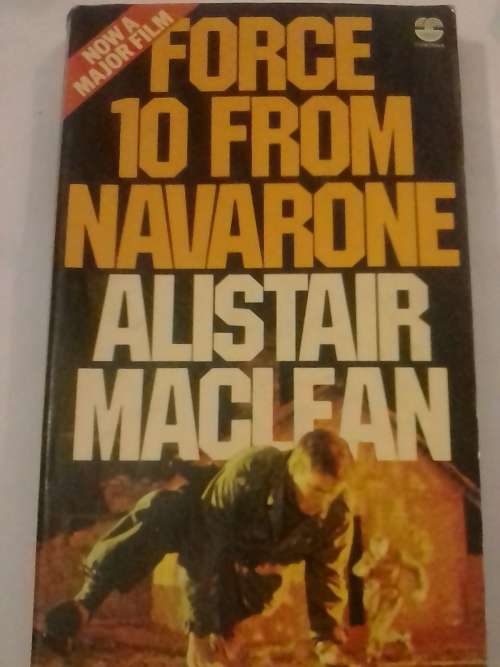 NOW A
MAJOR FILM
FORCE
10 FROM
NAVARONE
ALISTAIR
MACLEAN